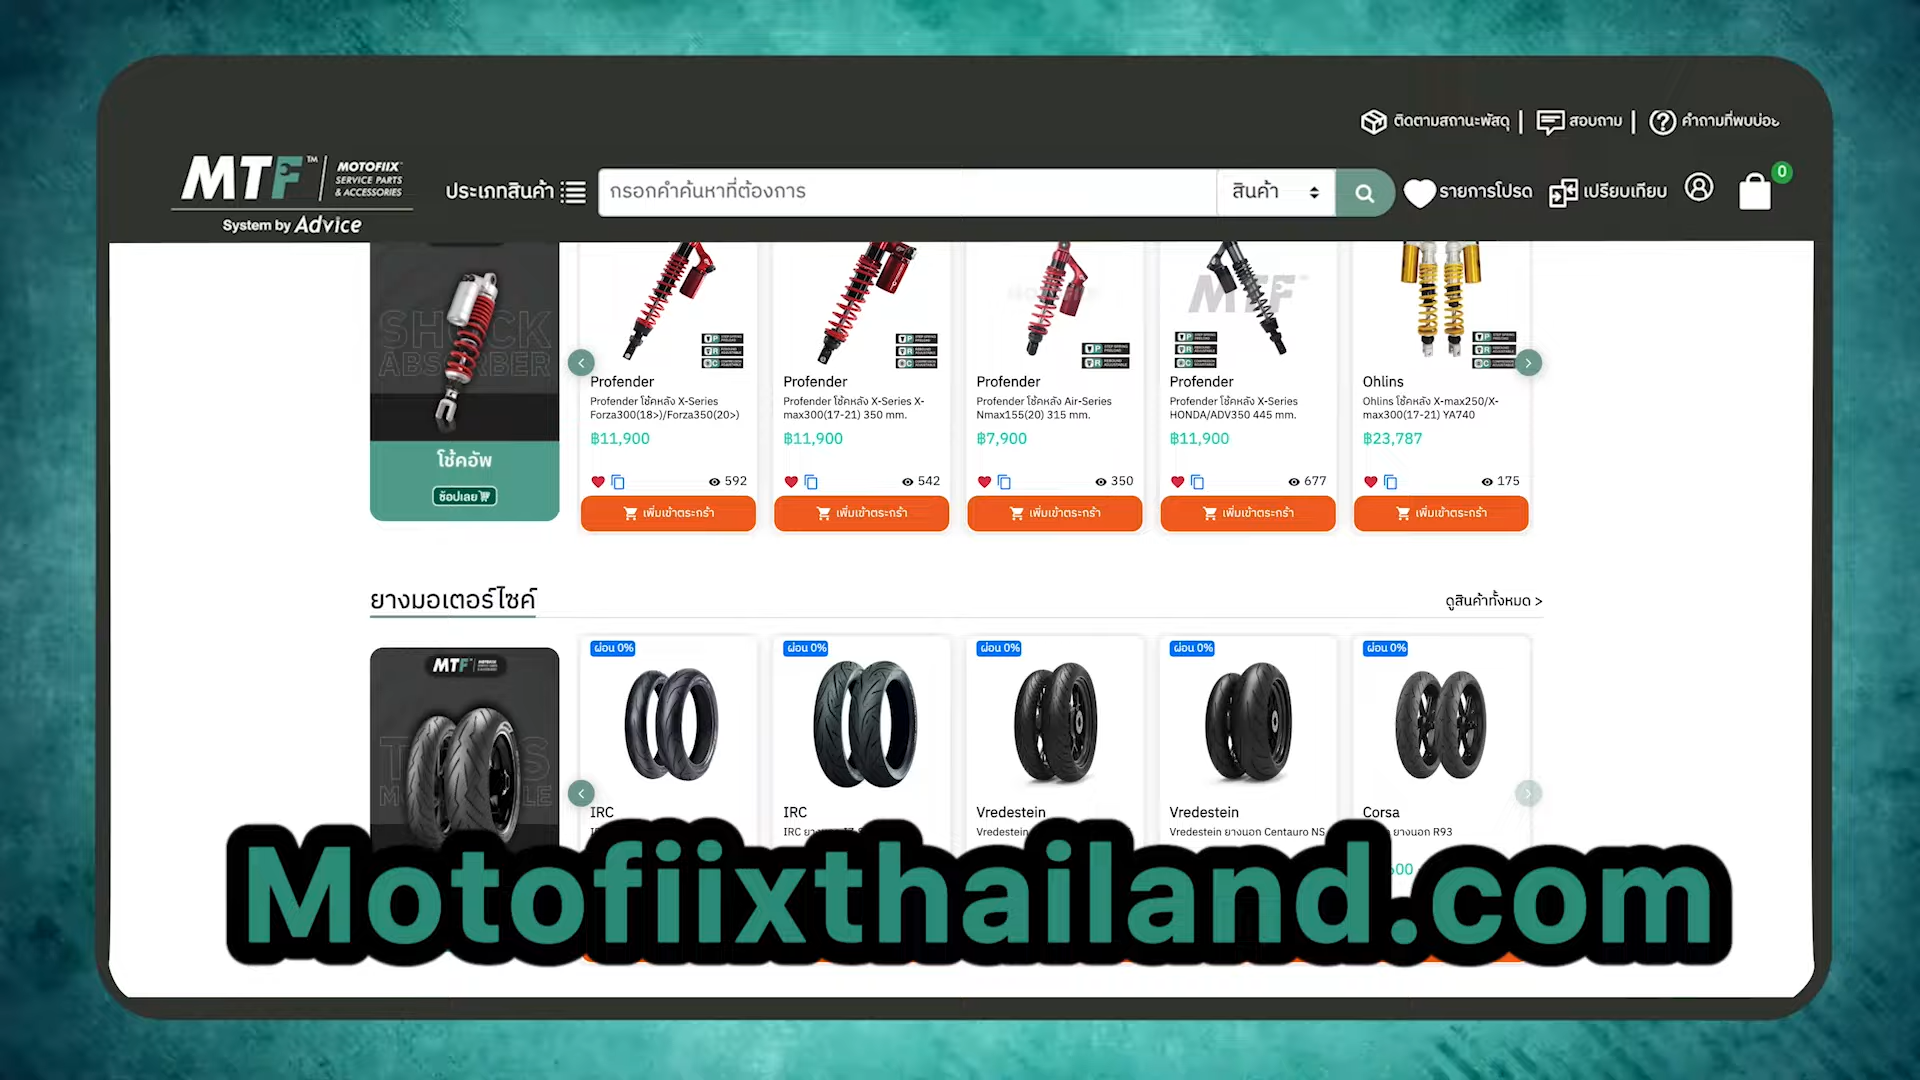 ติดตามสถานะพัสดุ | สอบถาม | คำถามที่พบบ่อย
MTF™ MOTOFIIX™
SERVICE PARTS
& ACCESSORIES
System by Advice
ประเภทสินค้า
กรอกคำค้นหาที่ต้องการ
สินค้า
รายการโปรด
เปรียบเทียบ
0
SHOCK
ABSORBER
โช้คอัพ
ช้อปเลย
Profender
Profender โช้คหลัง X-Series
Forza300(18>)/Forza350(20>)
฿11,900
592
เพิ่มเข้าตระกร้า
Profender
Profender โช้คหลัง X-Series X-
max300(17-21) 350 mm.
฿11,900
542
เพิ่มเข้าตระกร้า
Profender
Profender โช้คหลัง Air-Series
Nmax155(20) 315 mm.
฿7,900
350
เพิ่มเข้าตระกร้า
MTF
Profender
Profender โช้คหลัง X-Series
HONDA/ADV350 445 mm.
฿11,900
677
เพิ่มเข้าตระกร้า
Ohlins
Ohlins โช้คหลัง X-max250/X-
max300(17-21) YA740
฿23,787
175
เพิ่มเข้าตระกร้า
ยางมอเตอร์ไซค์
ดูสินค้าทั้งหมด >
MTF
ผ่อน 0%
IRC
ผ่อน 0%
IRC
IRC
ผ่อน 0%
Vredestein
Vredestein
ผ่อน 0%
Vredestein
Vredestein ยางนอก Centauro NS
ผ่อน 0%
Corsa
ยางนอก R93
Motofiixthailand.com